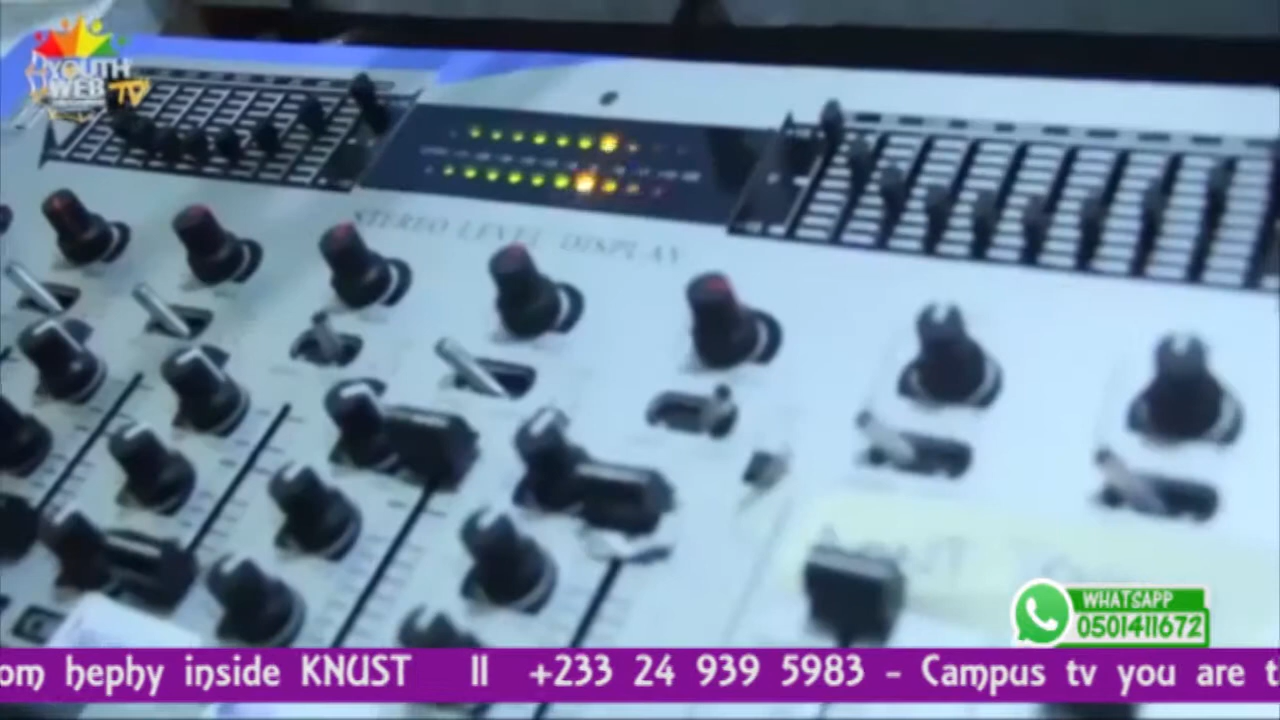 YOUTH
WEB TV
STEREO LEVEL DISPLAY
WHATSAPP
0501411672
om hephy inside KNUST II +233 24 939 5983 - Campus tv you are t